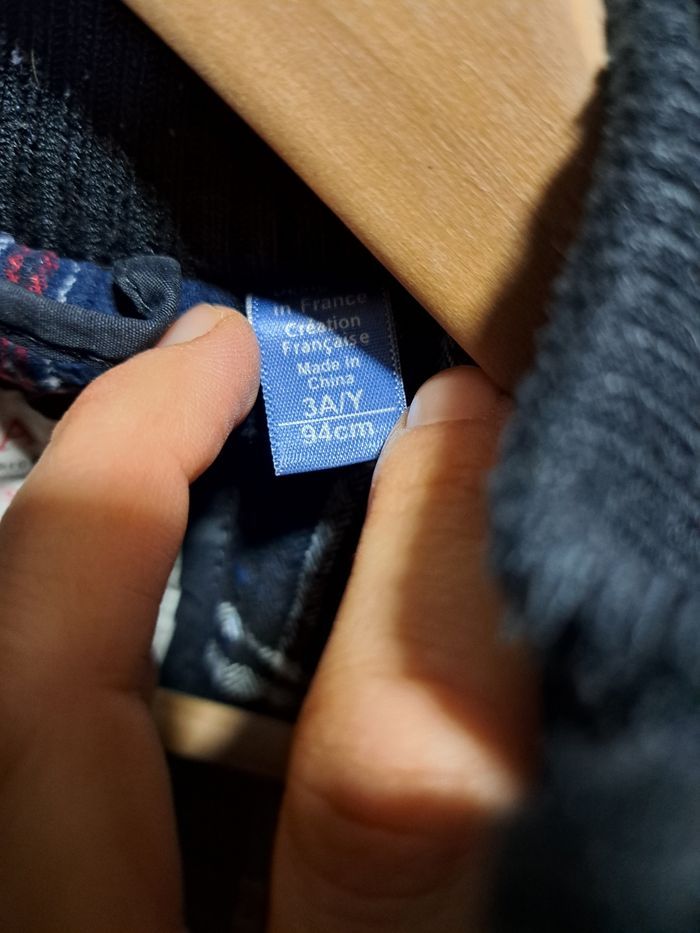 in France
Création
Française
Made in
China
3A/Y
94cm